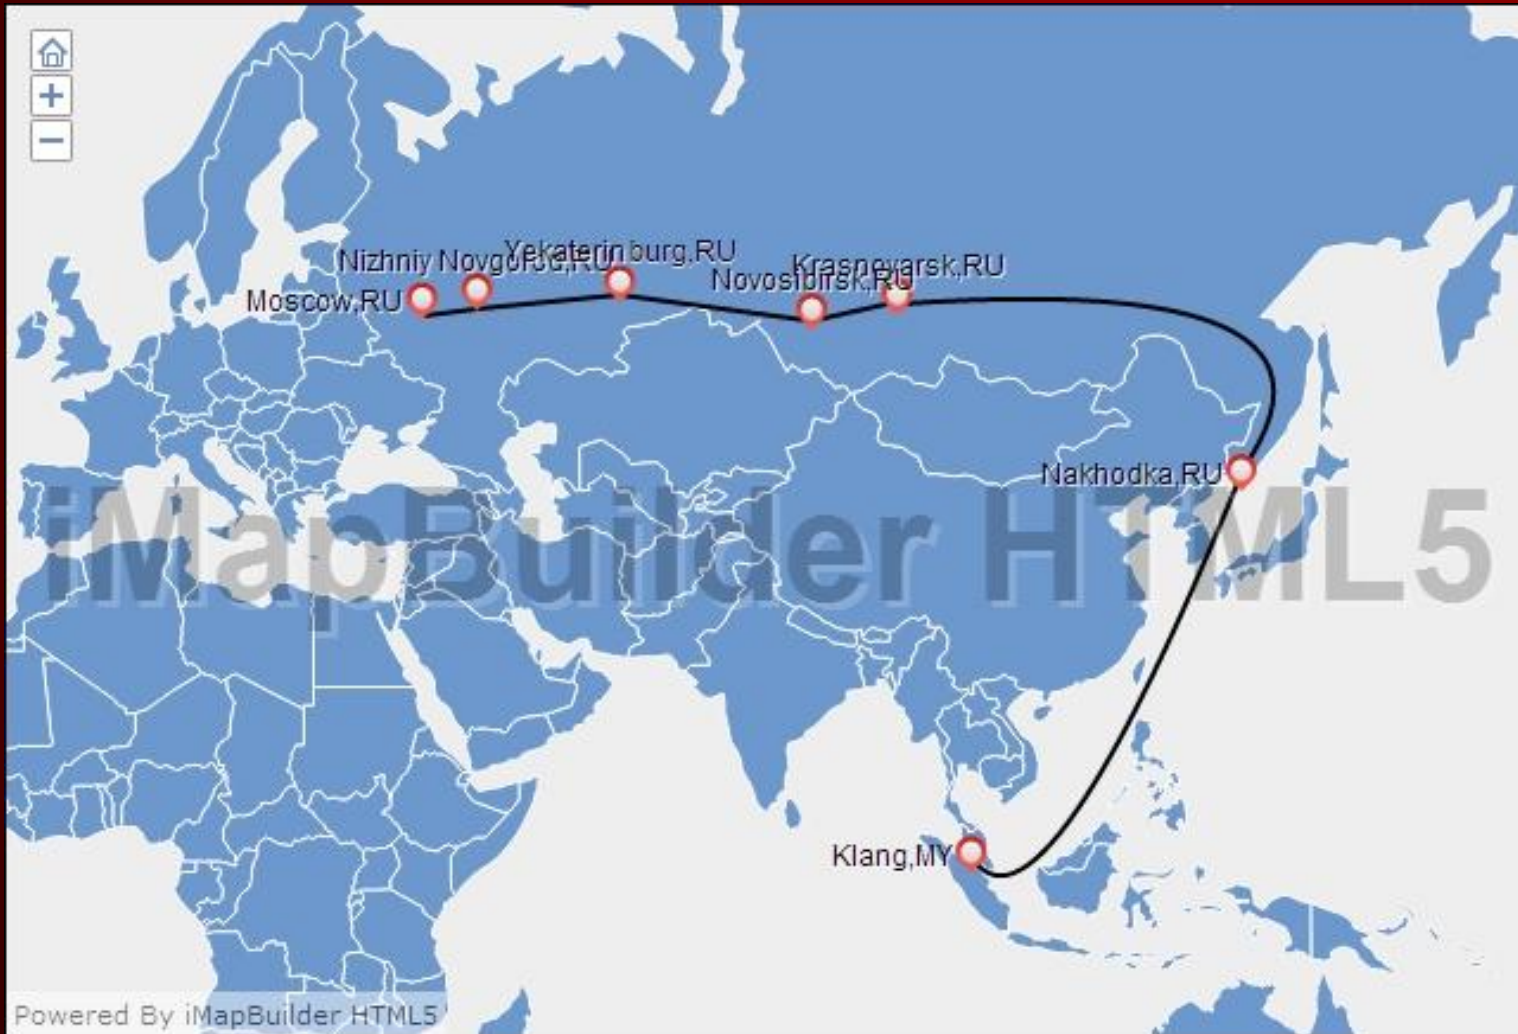 Yekaterinburg,RU
Nizhniy Novgorod,RU
Krasnoyarsk,RU
Novosibirsk,RU
Moscow,RU
Nakhodka,RU
iMapBuilder HTML5
Klang,MY
Powered By iMapBuilder HTML5